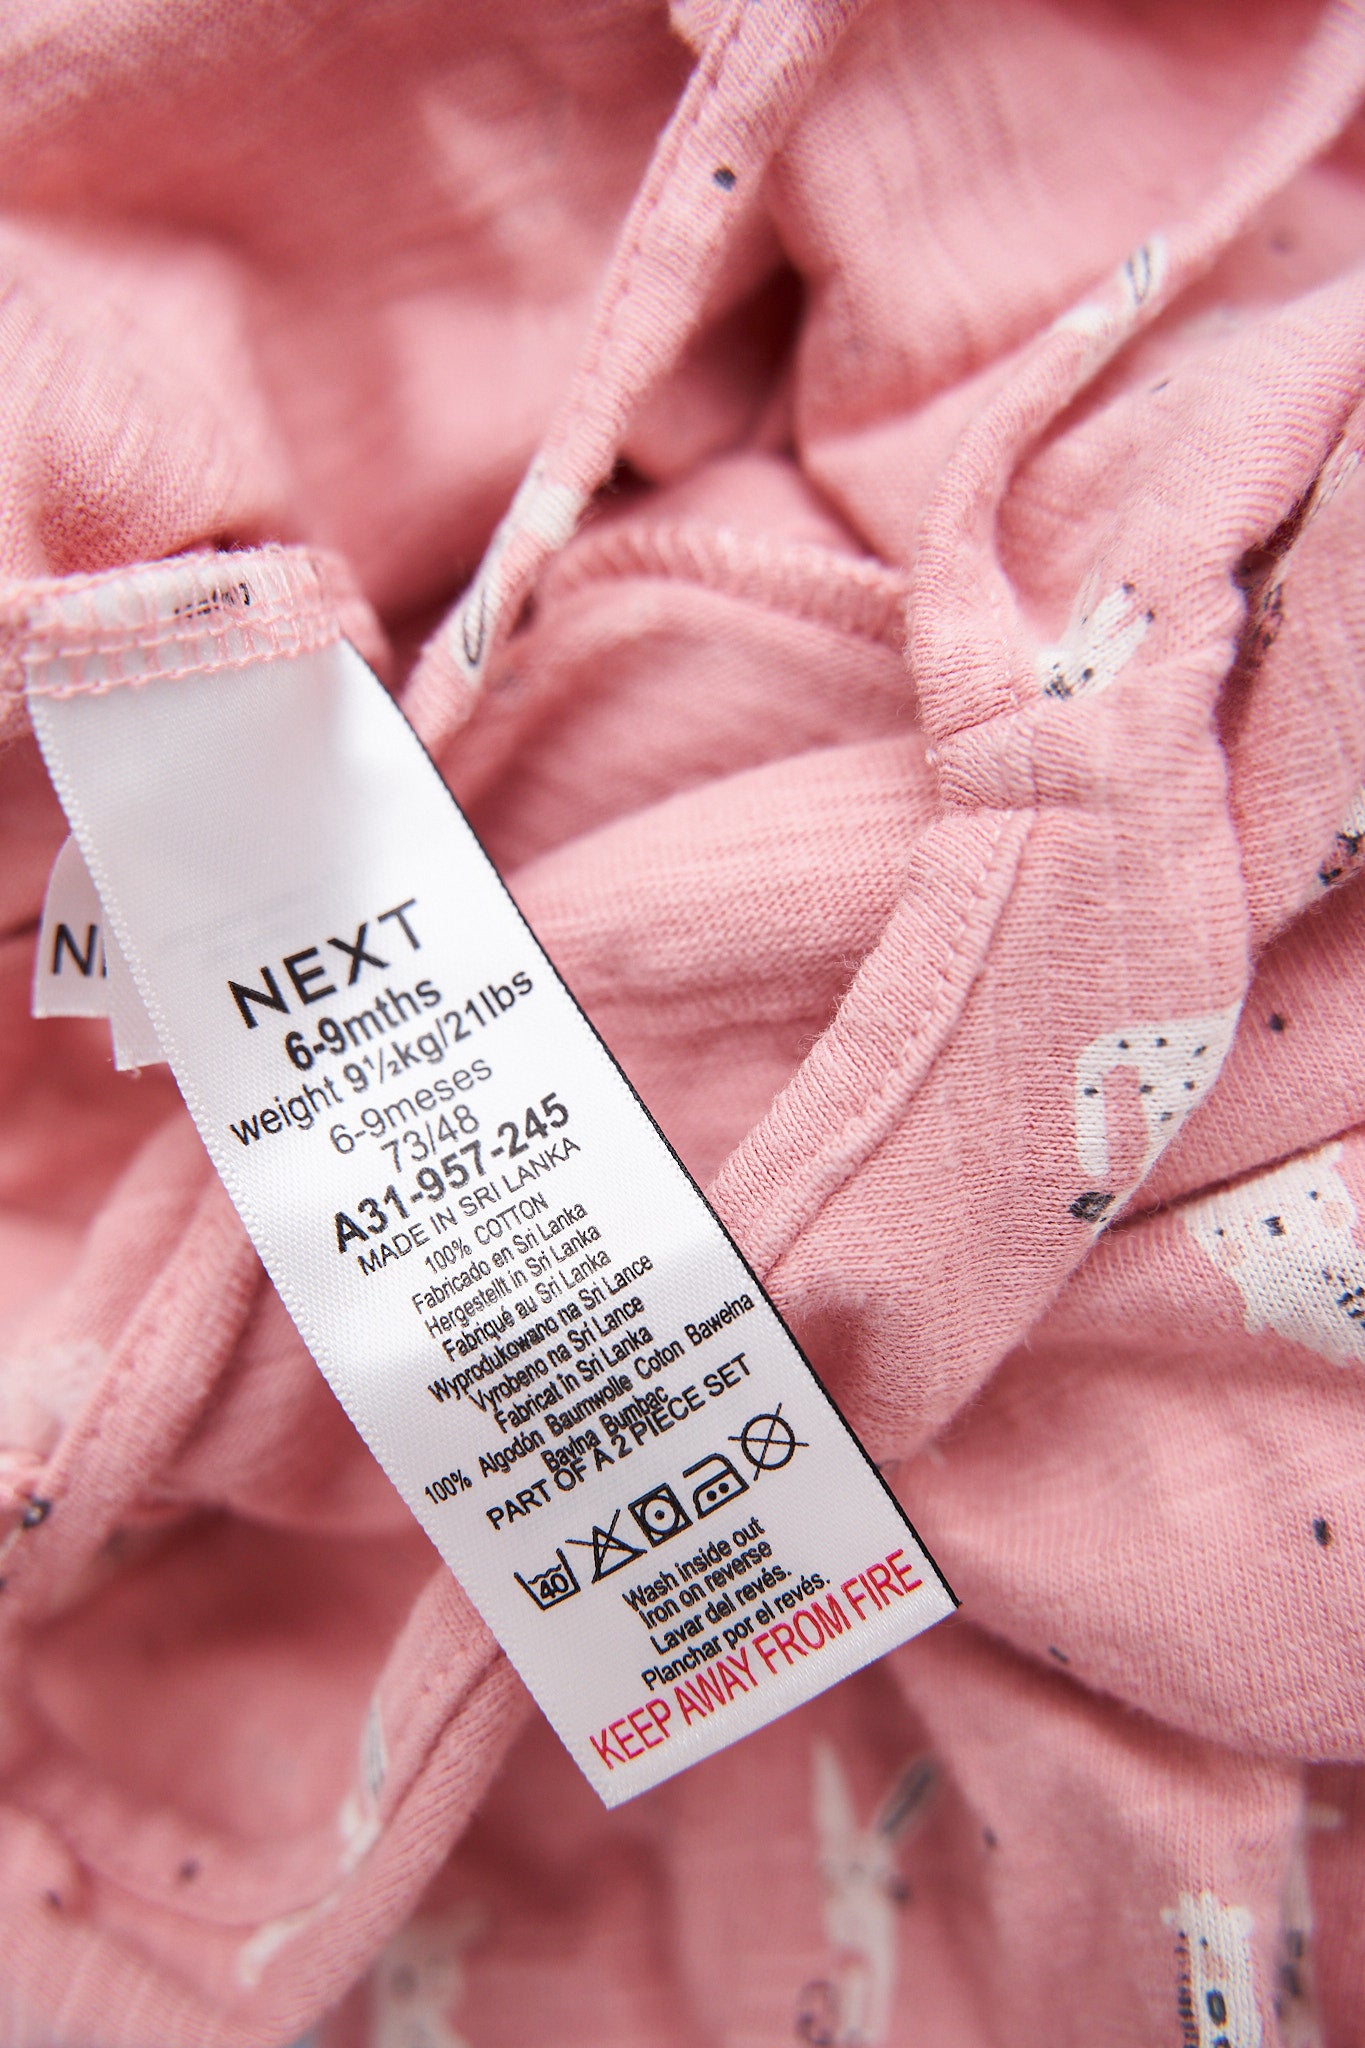 NEXT
6-9mths
weight 9½kg/21lbs
6-9meses
73/48
A31-957-245
MADE IN SRI LANKA
100% COTTON
Fabricado en Sri Lanka
Hergestellt in Sri Lanka
Fabriqué au Sri Lanka
Wyprodukowano na Sri Lance
Vyrobeno na Sri Lance
Fabricat în Sri Lanka
100% Algodón Baumwolle Coton Bawełna
Bavlna Bumbac
PART OF A 2 PIECE SET
40
Wash inside out
Iron on reverse
Lavar del revés.
Planchar por el revés.
KEEP AWAY FROM FIRE